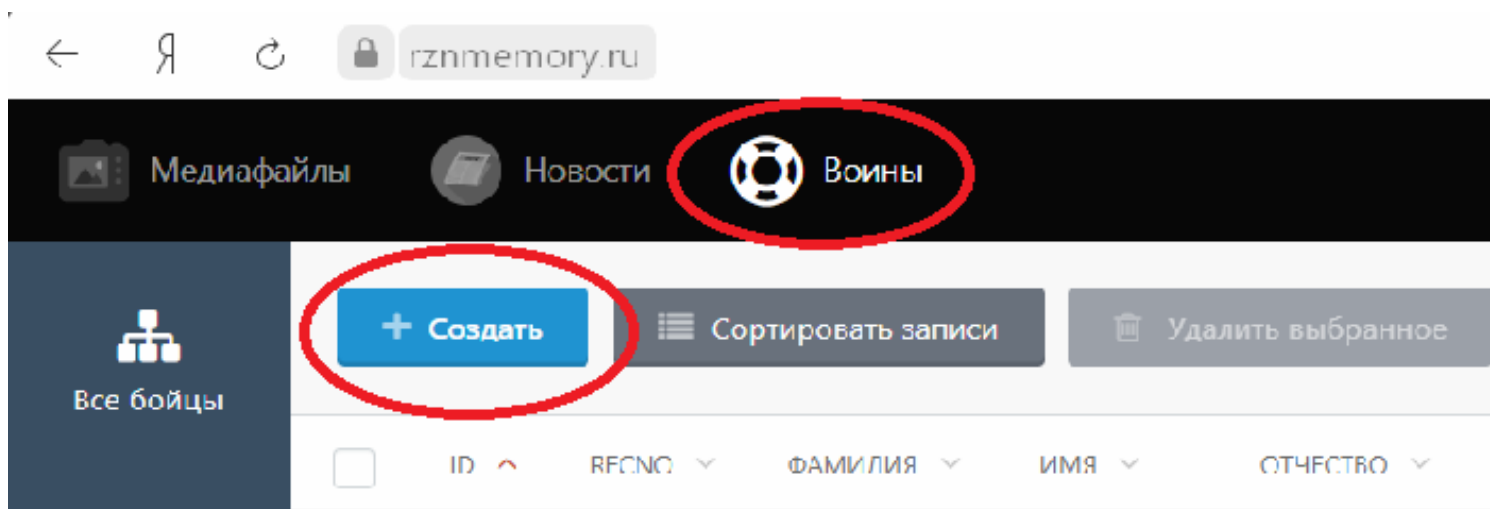 Я rznmemory.ru
Медиафайлы Новости Воины
+ Создать Сортировать записи Удалить выбранное
Все бойцы
ID RECNO ФАМИЛИЯ ИМЯ ОТЧЕСТВО